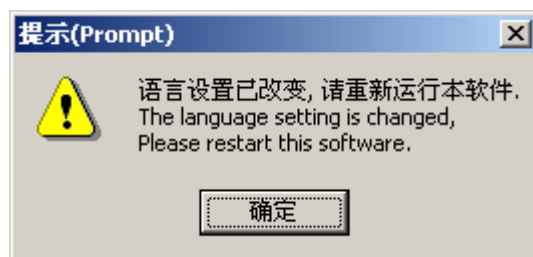 提示(Prompt)
语言设置已改变, 请重新运行本软件.
The language setting is changed,
Please restart this software.
确定